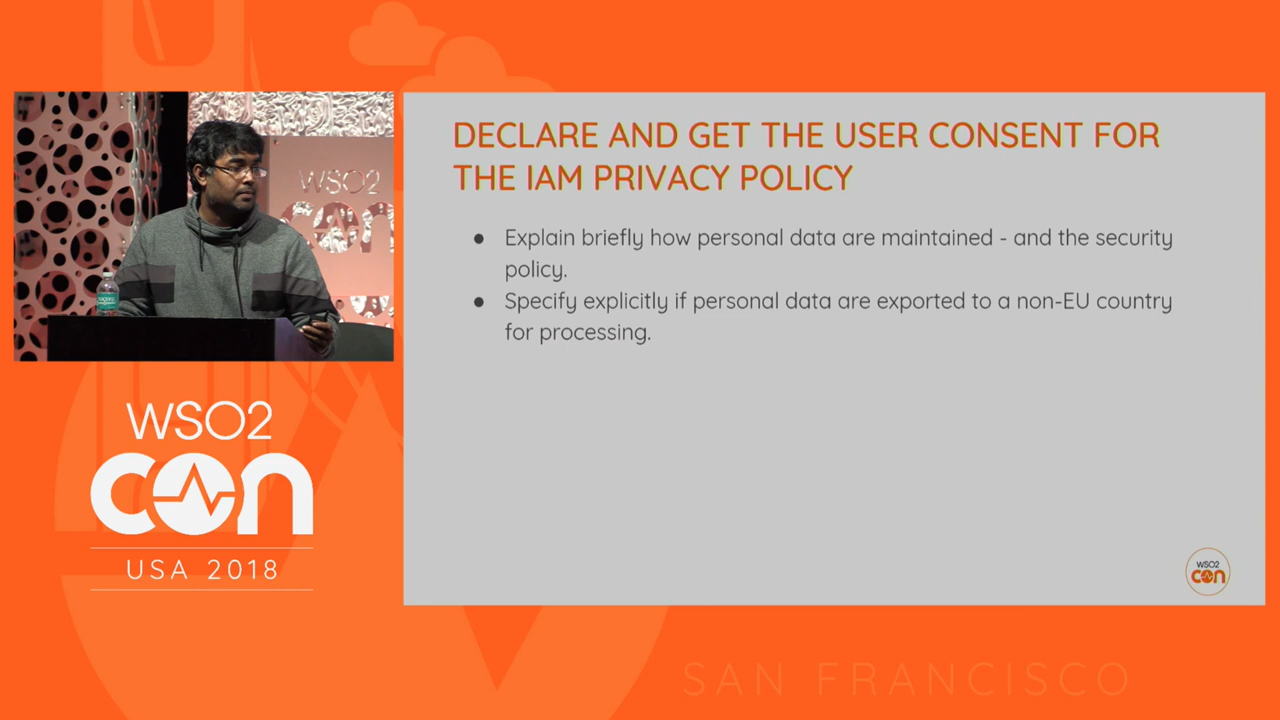 DECLARE AND GET THE USER CONSENT FOR
THE IAM PRIVACY POLICY
● Explain briefly how personal data are maintained - and the security
policy.
● Specify explicitly if personal data are exported to a non-EU country
for processing.
WSO2
con
WSO2
con
WSO2
con
USA 2018
SAN FRANCISCO